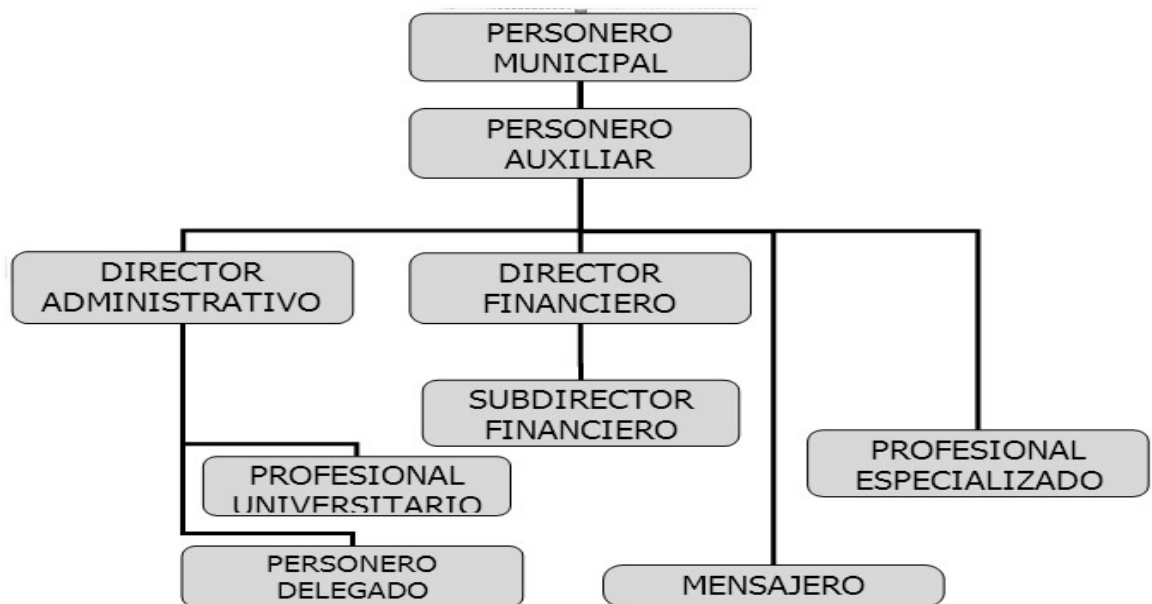 PERSONERO
MUNICIPAL
PERSONERO
AUXILIAR
DIRECTOR
ADMINISTRATIVO
DIRECTOR
FINANCIERO
SUBDIRECTOR
FINANCIERO
PROFESIONAL
ESPECIALIZADO
PROFESIONAL
UNIVERSITARIO
PERSONERO
DELEGADO
MENSAJERO